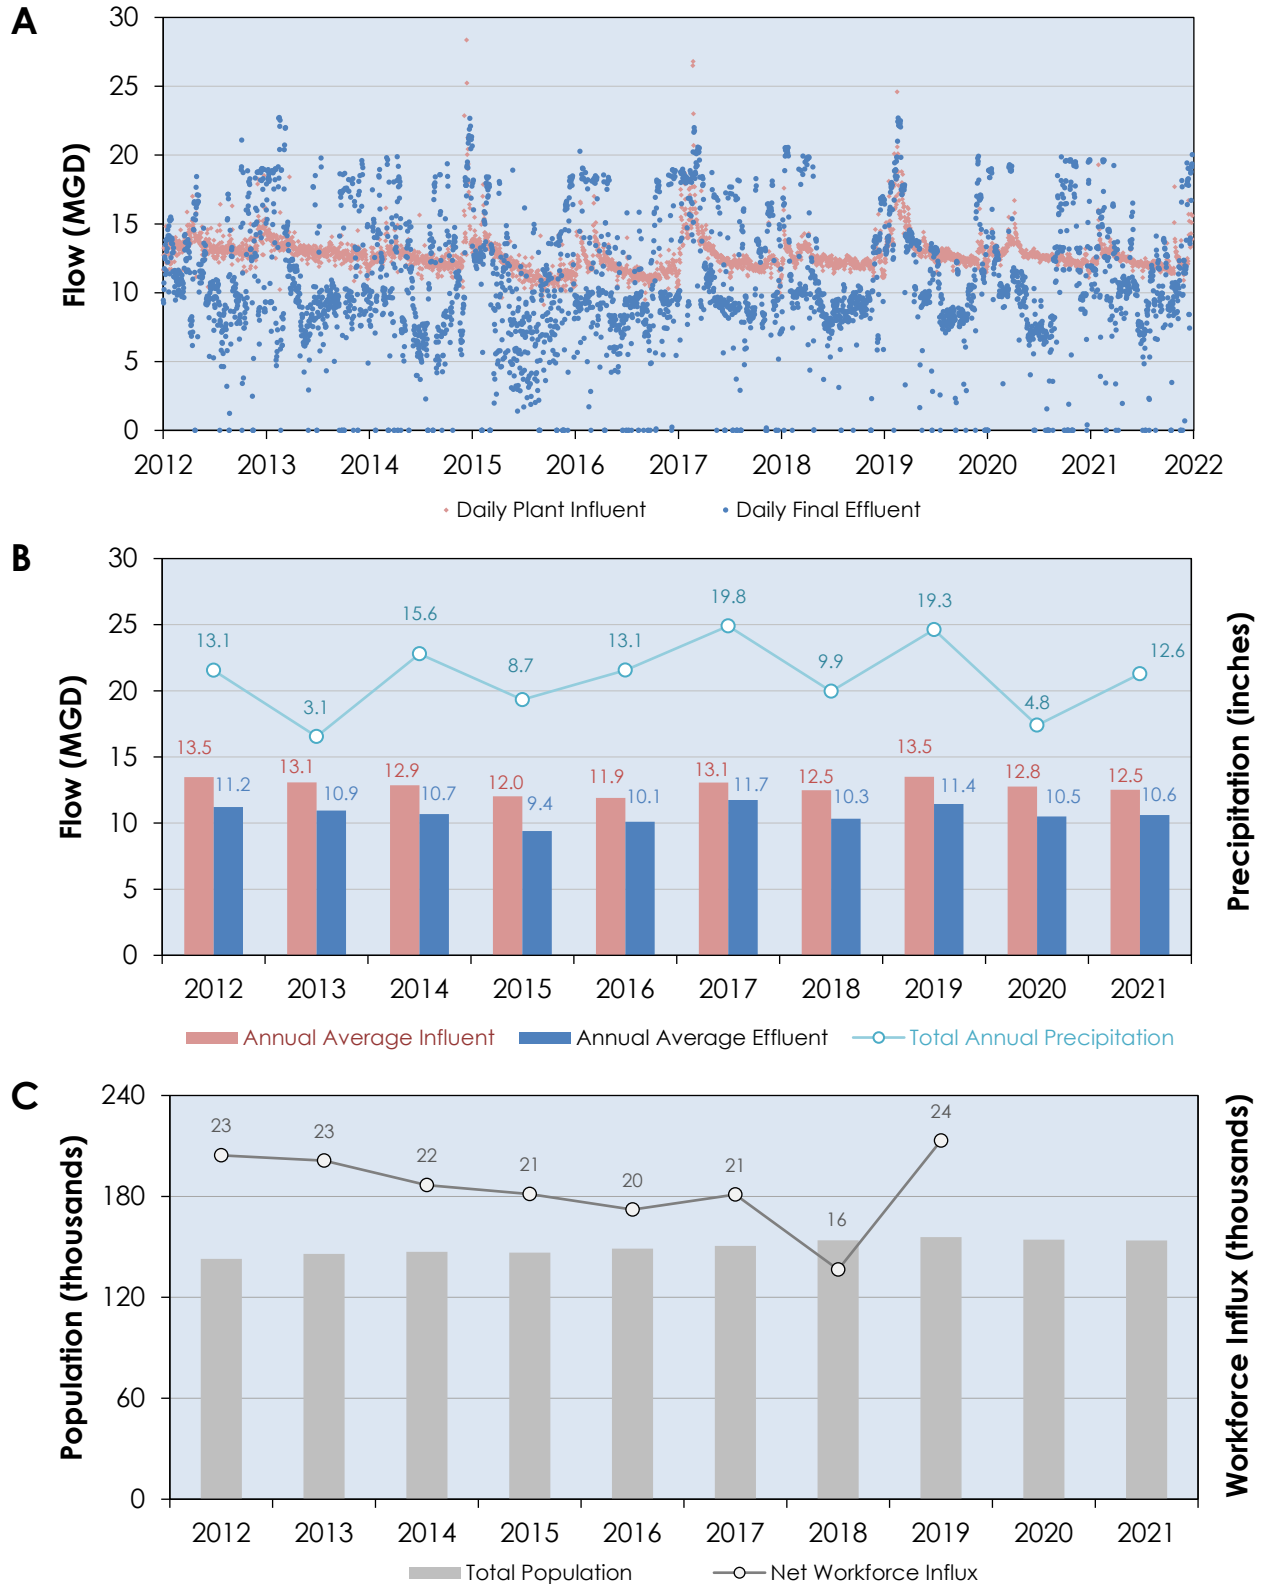 A
Flow (MGD)
30
25
20
15
10
5
0
2012 2013 2014 2015 2016 2017 2018 2019 2020 2021 2022
Daily Plant Influent Daily Final Effluent
B
Flow (MGD)
Precipitation (inches)
30
25
20
15
10
5
0
13.1 3.1 15.6 8.7 13.1 19.8 9.9 19.3 4.8 12.6
13.5 13.1 12.9 12.0 11.9 13.1 12.5 13.5 12.8 12.5
11.2 10.9 10.7 9.4 10.1 11.7 10.3 11.4 10.5 10.6
2012 2013 2014 2015 2016 2017 2018 2019 2020 2021
Annual Average Influent Annual Average Effluent Total Annual Precipitation
C
Population (thousands)
Workforce Influx (thousands)
240
180
120
60
0
23 23 22 21 20 21 16 24
2012 2013 2014 2015 2016 2017 2018 2019 2020 2021
Total Population Net Workforce Influx